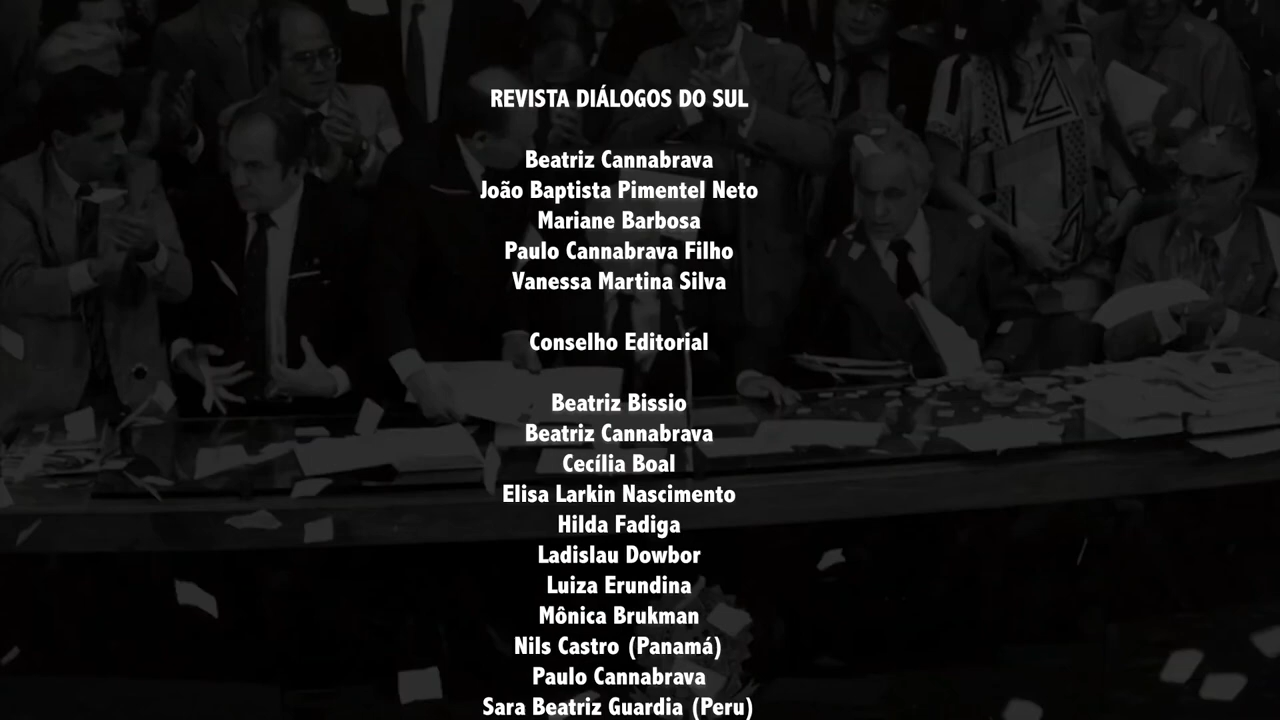 REVISTA DIÁLOGOS DO SUL
Beatriz Cannabrava
João Baptista Pimentel Neto
Mariane Barbosa
Paulo Cannabrava Filho
Vanessa Martina Silva
Conselho Editorial
Beatriz Bissio
Beatriz Cannabrava
Cecília Boal
Elisa Larkin Nascimento
Hilda Fadiga
Ladislau Dowbor
Luiza Erundina
Mônica Brukman
Nils Castro (Panamá)
Paulo Cannabrava
Sara Beatriz Guardia (Peru)